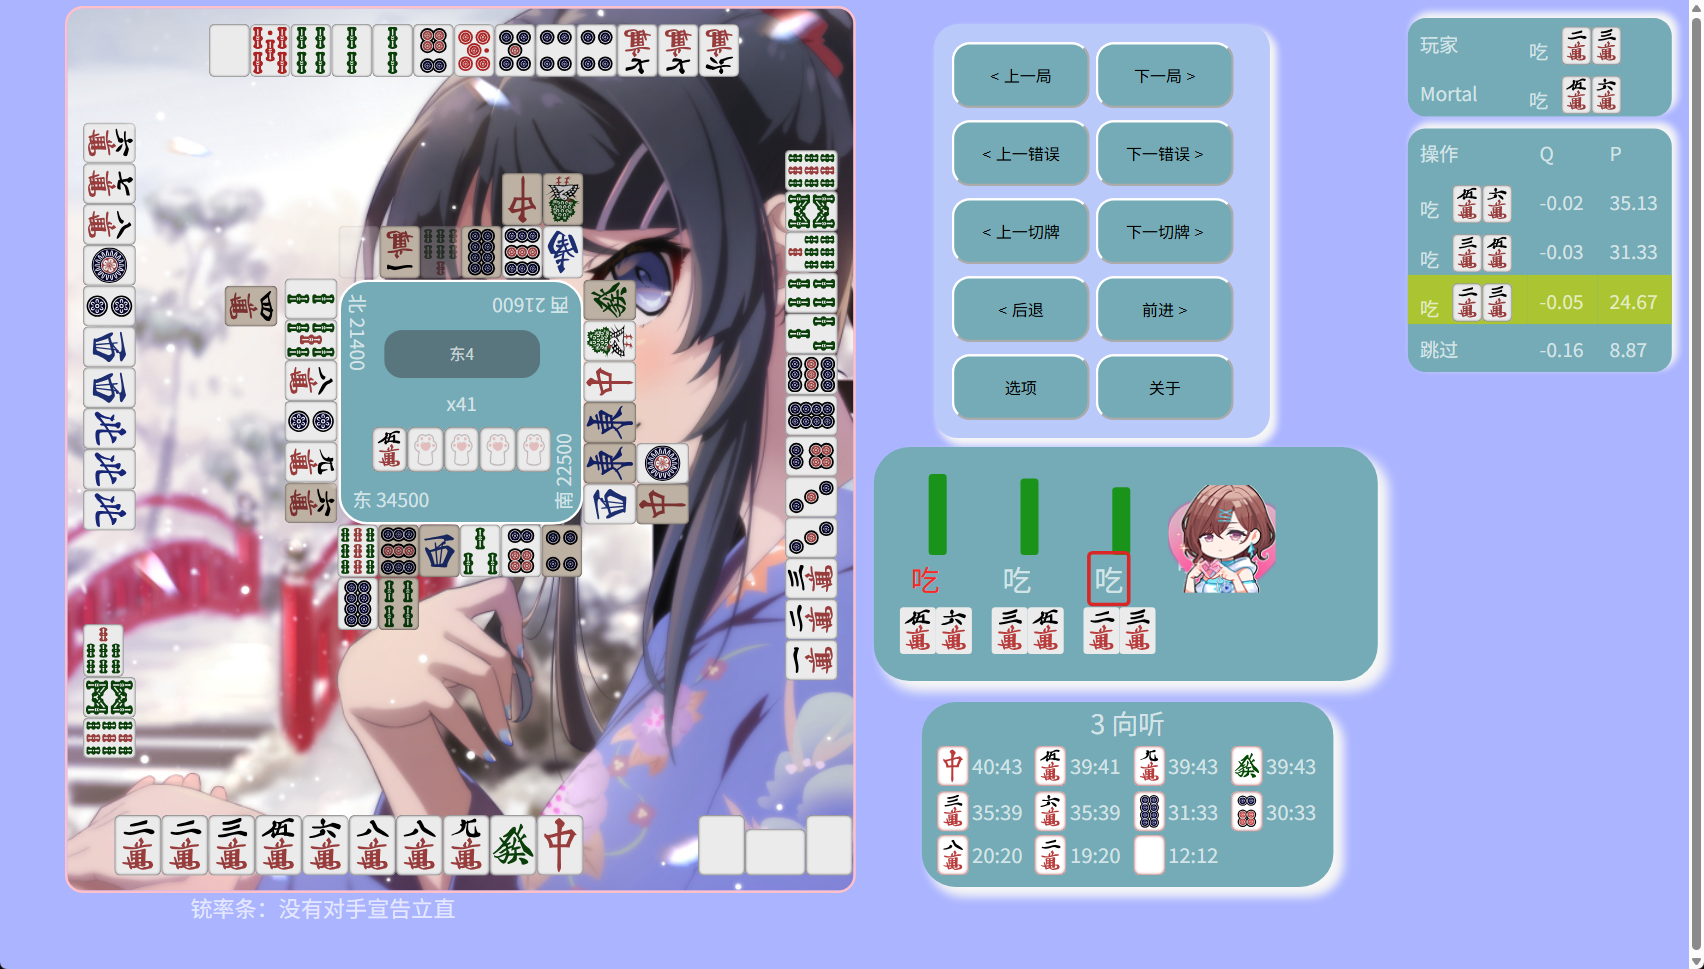 北 21400
西 21600
东4
x41
东 34500
南 22500
铳率条：没有对手宣告立直
< 上一局
下一局 >
< 上一错误
下一错误 >
< 上一切牌
下一切牌 >
< 后退
前进 >
选项
关于
吃
吃
吃
3 向听
40:43
39:41
39:43
39:43
35:39
35:39
31:33
30:33
20:20
19:20
12:12
玩家 吃
Mortal 吃
操作 Q P
吃 -0.02 35.13
吃 -0.03 31.33
吃 -0.05 24.67
跳过 -0.16 8.87